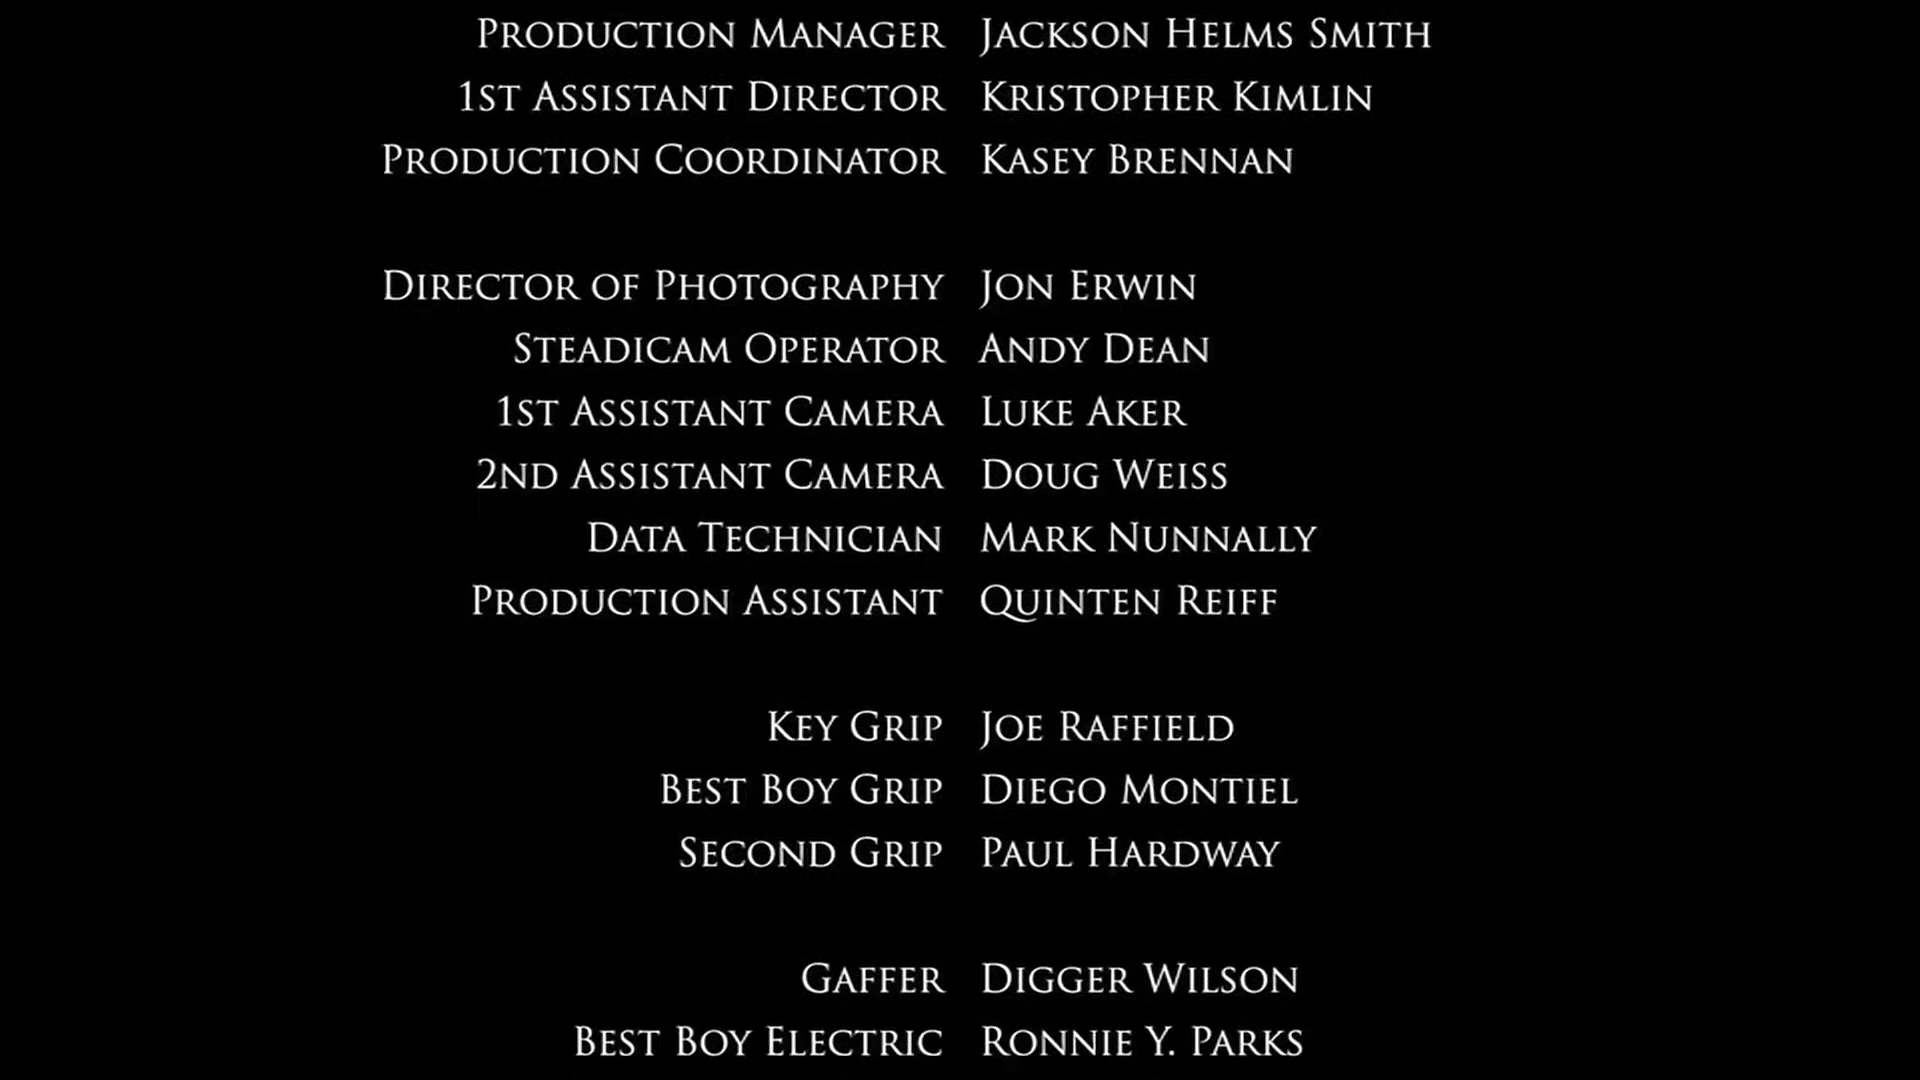 Production Manager Jackson Helms Smith
1st Assistant Director Kristopher Kimlin
Production Coordinator Kasey Brennan
Director of Photography Jon Erwin
Steadicam Operator Andy Dean
1st Assistant Camera Luke Aker
2nd Assistant Camera Doug Weiss
Data Technician Mark Nunnally
Production Assistant Quinten Reiff
Key Grip Joe Raffield
Best Boy Grip Diego Montiel
Second Grip Paul Hardway
Gaffer Digger Wilson
Best Boy Electric Ronnie Y. Parks